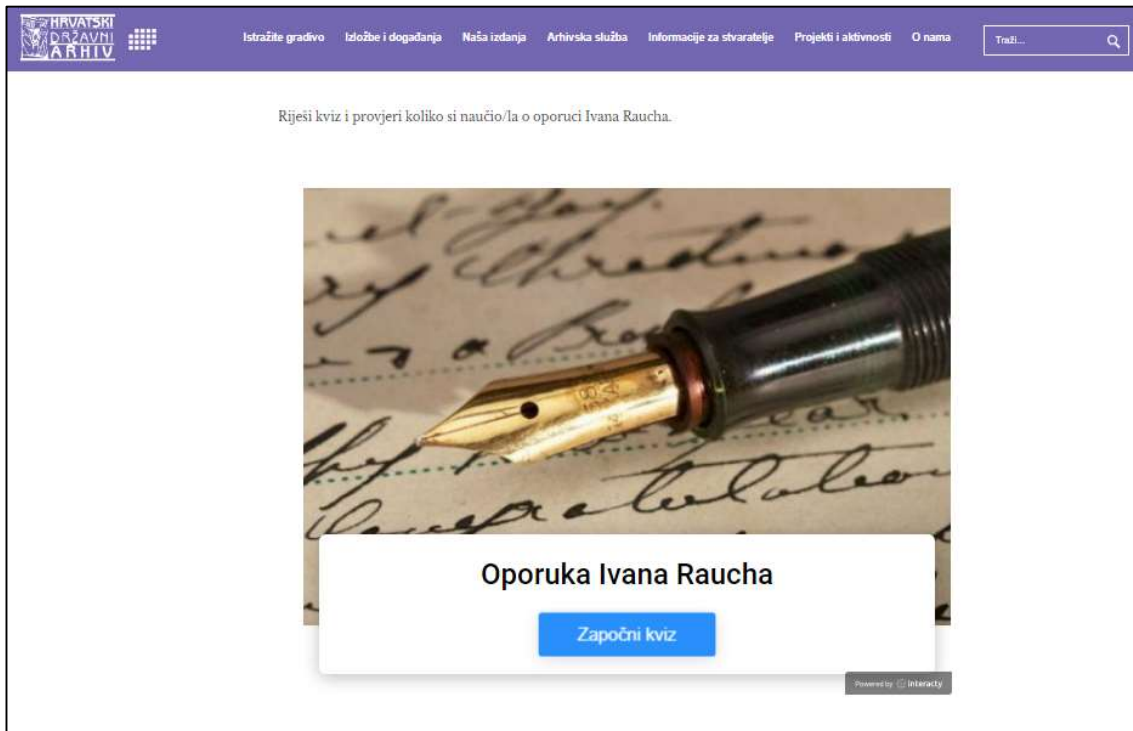 HRVATSKI
DRŽAVNI
ARHIV
Istražite gradivo Izložbe i događanja Naša izdanja Arhivska služba Informacije za stvaratelje Projekti i aktivnosti O nama Traži...
Riješi kviz i provjeri koliko si naučio/la o oporuci Ivana Raucha.
Oporuka Ivana Raucha
Započni kviz
Powered by interacty